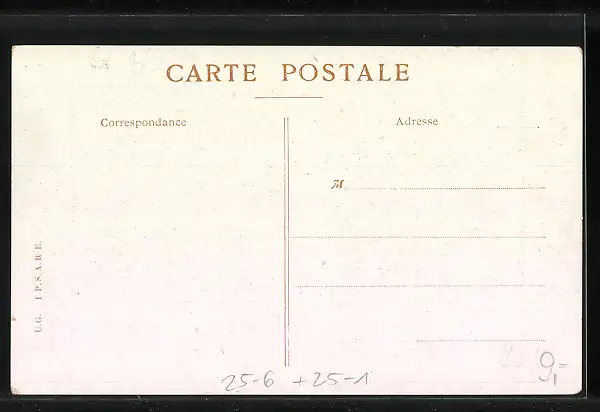 CARTE POSTALE
Correspondance
Adresse
M
U.G. I P.S.A.R.E.
25-6 + 25-1
9,-